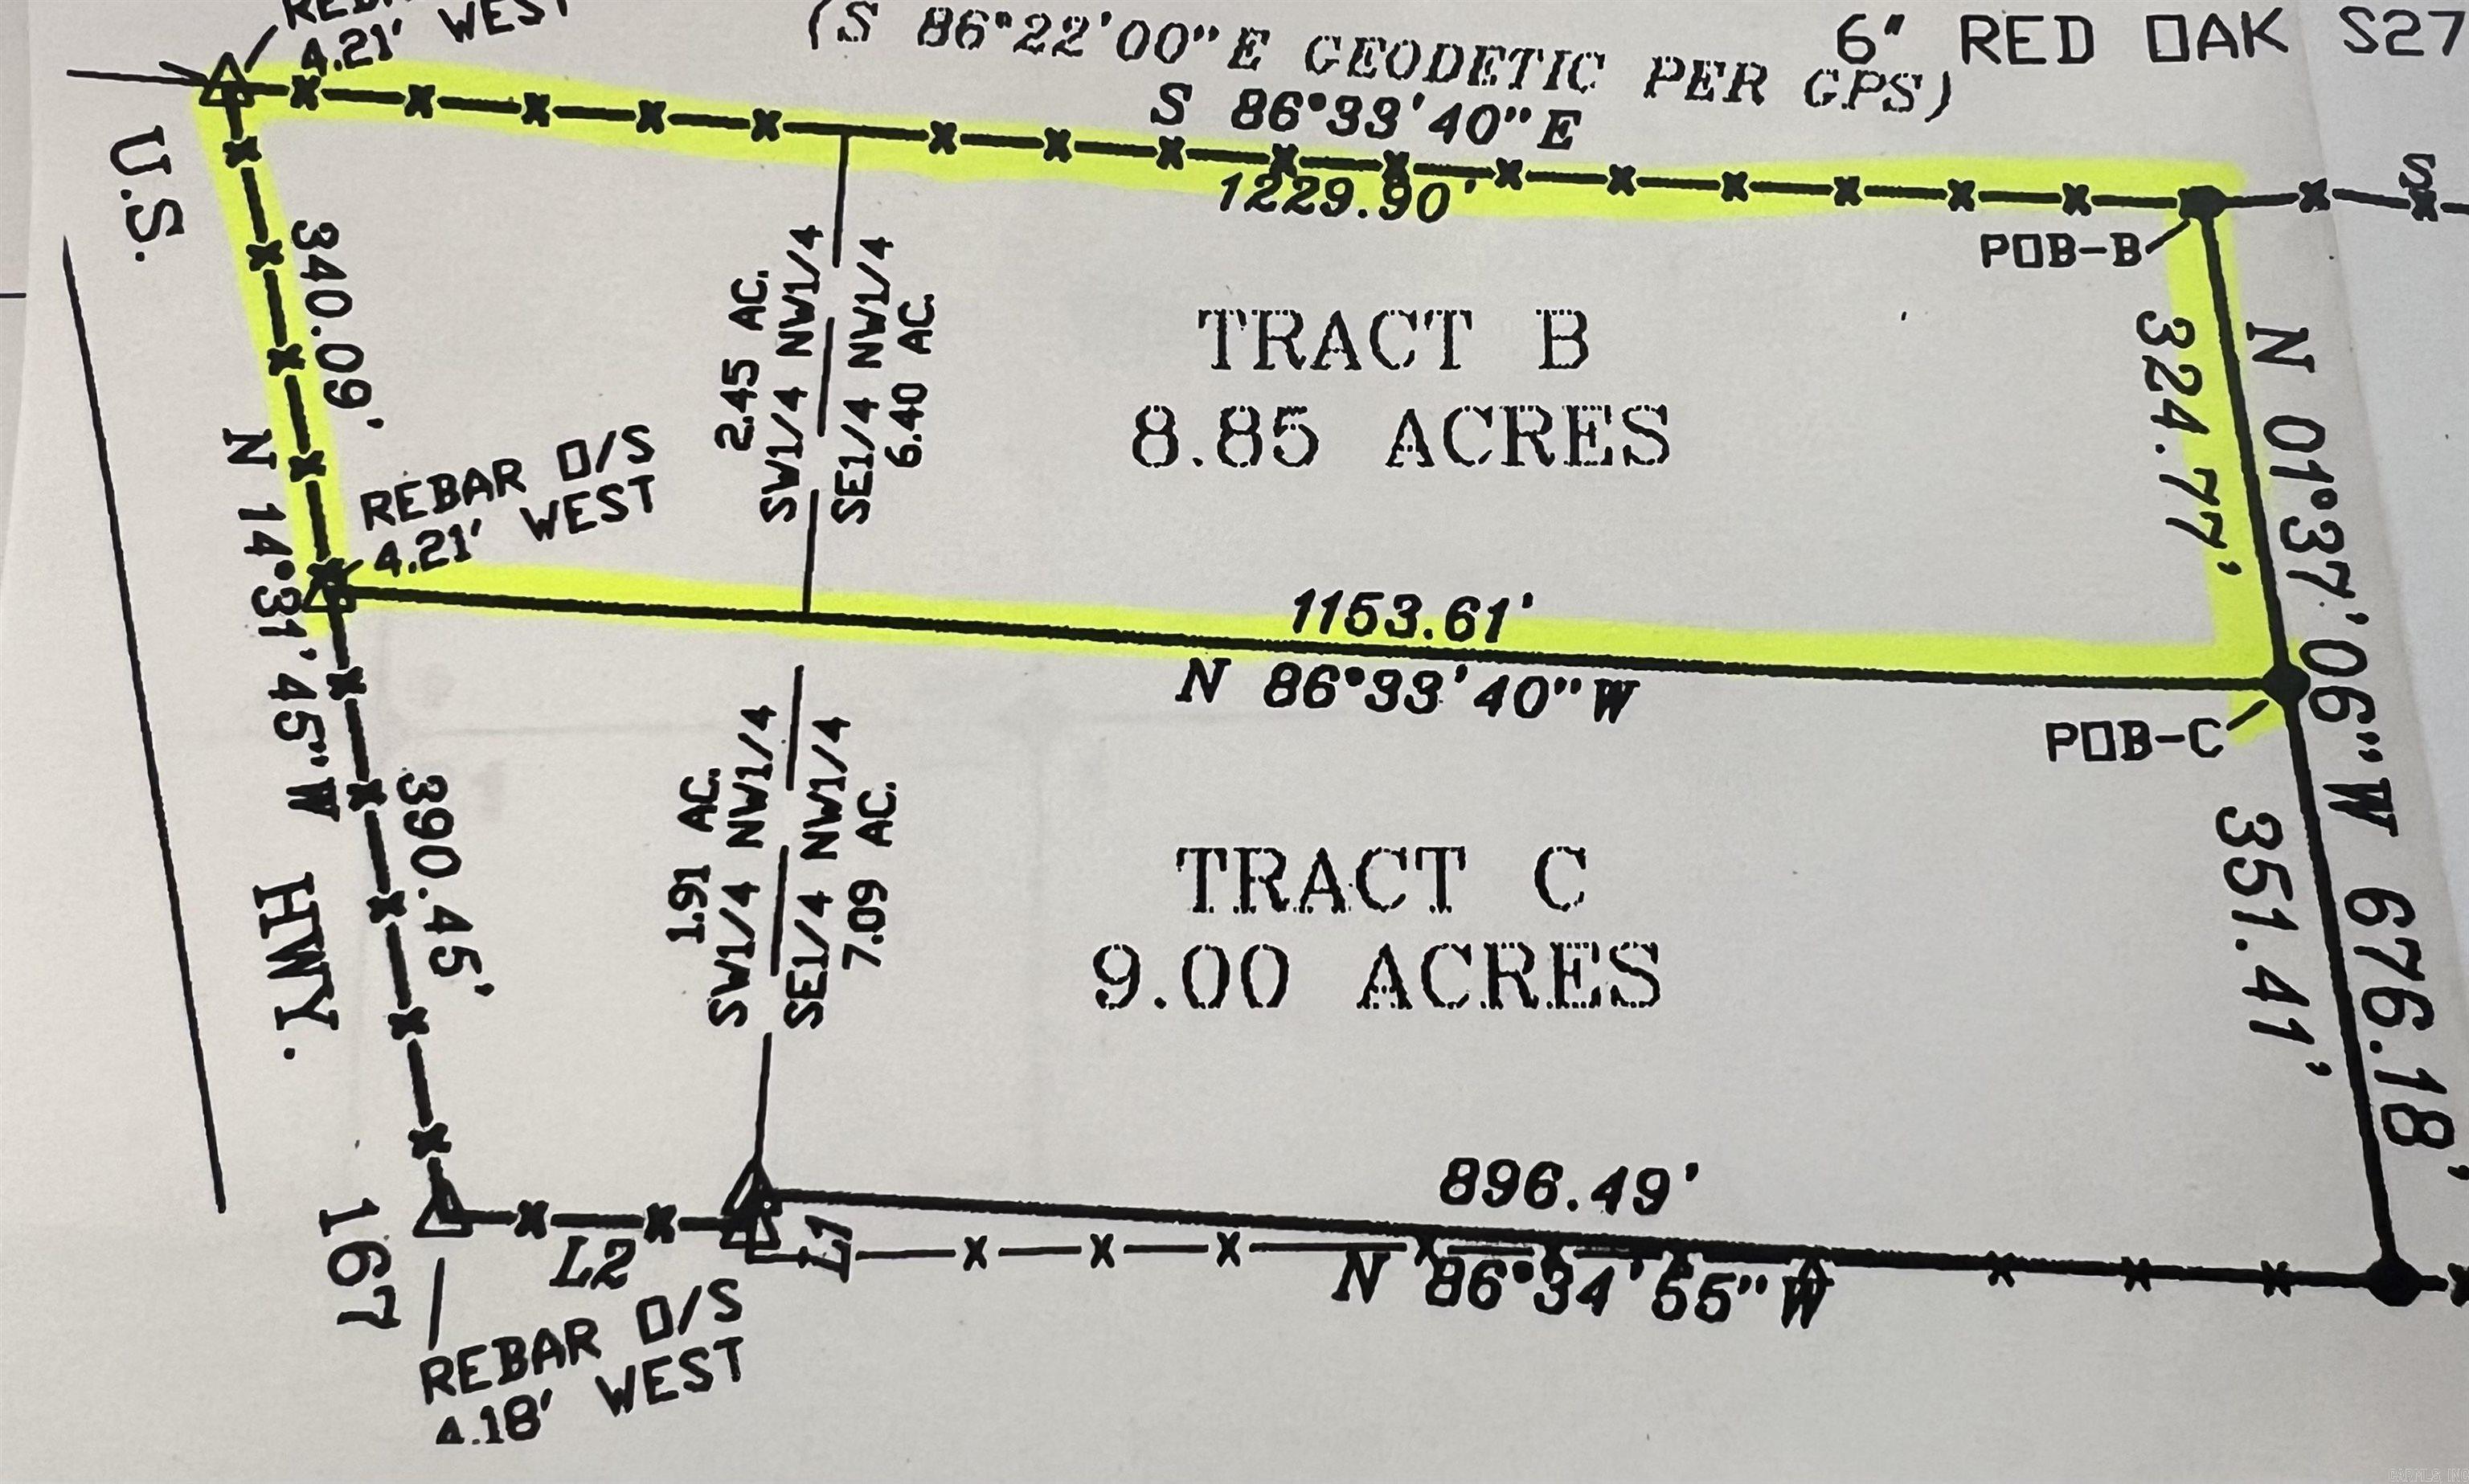 4.21' WEST
(S 86°22'00"E GEODETIC PER GPS)
6" RED OAK S27
S 86°33'40"E
1229.90'
S
U.S.
POB-B
340.09'
2.45 AC.
SW1/4 NW1/4
SE1/4 NW1/4
6.40 AC.
TRACT B
8.85 ACRES
324.77'
N 01°37'06"W 676.18'
REBAR O/S
4.21' WEST
N 14°31'45"W
1153.61'
N 86°33'40"W
POB-C
390.45'
1.91 AC.
SW1/4 NW1/4
SE1/4 NW1/4
7.09 AC.
TRACT C
9.00 ACRES
351.41'
HWY.
167
896.49'
L2
L1
N 86°34'55"W
REBAR O/S
4.18' WEST